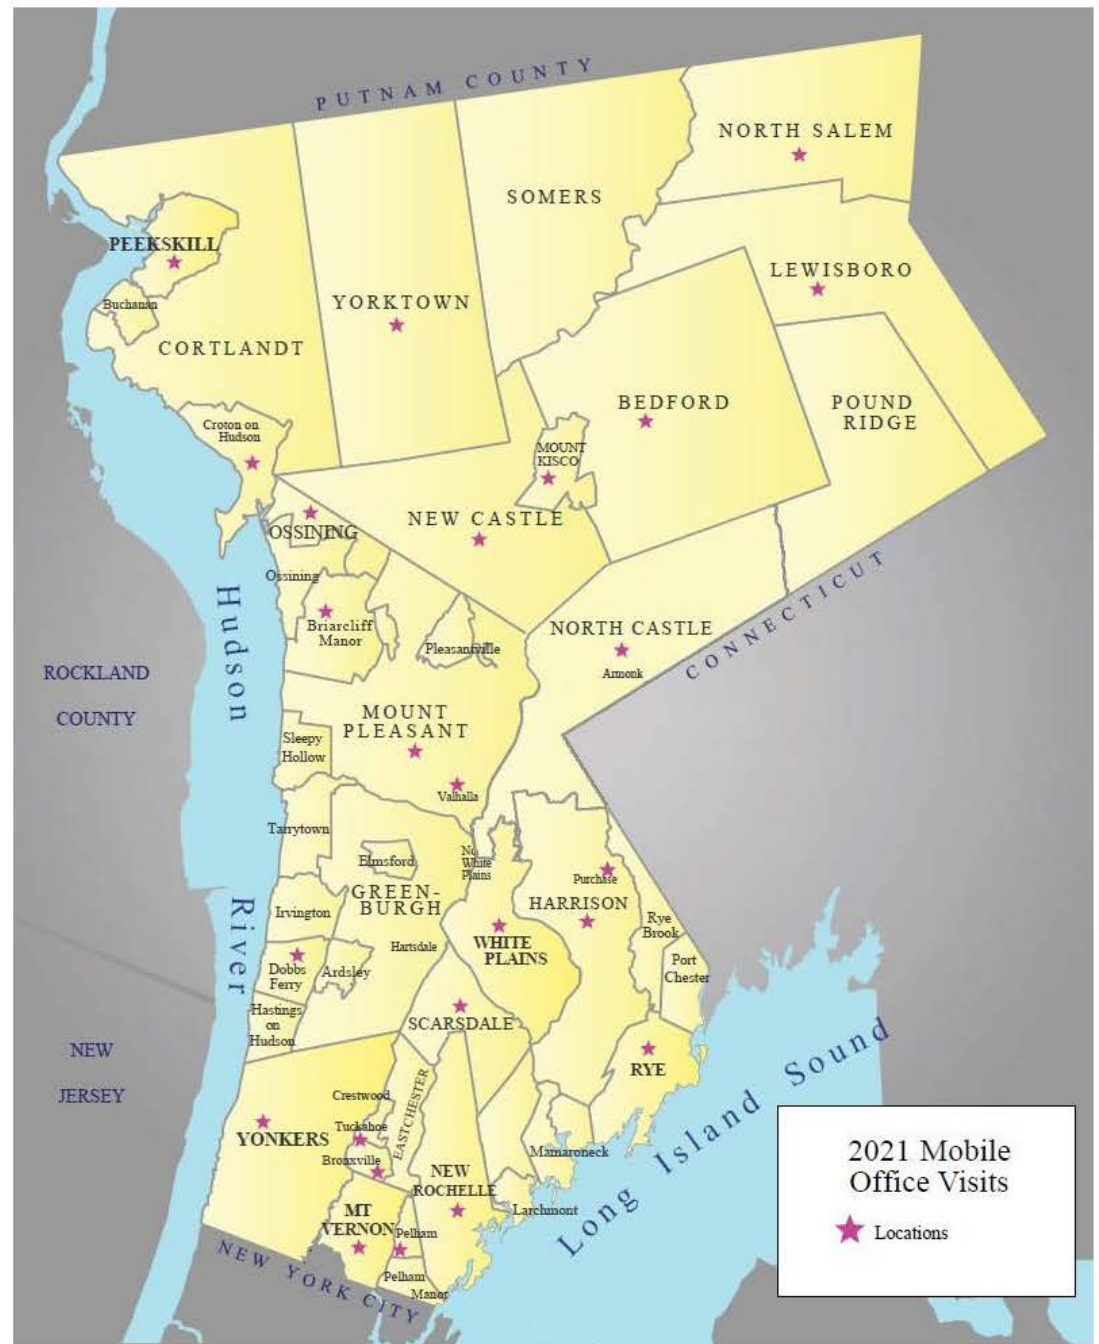 PUTNAM COUNTY
NORTH SALEM
SOMERS
PEEKSKILL
LEWISBORO
Buchanan
YORKTOWN
CORTLANDT
BEDFORD
POUND
RIDGE
Croton on
Hudson
MOUNT
KISCO
NEW CASTLE
OSSINING
Ossining
CONNECTICUT
Hudson
Briarcliff
Manor
NORTH CASTLE
Pleasantville
Armonk
ROCKLAND
COUNTY
MOUNT
PLEASANT
Sleepy
Hollow
Valhalla
Tarrytown
Elmsford
No.
White
Plains
Purchase
GREEN-
BURGH
HARRISON
River
Irvington
Rye
Brook
Hartsdale
WHITE
PLAINS
Dobbs
Ferry
Ardsley
Port
Chester
Hastings
on
Hudson
SCARSDALE
NEW
JERSEY
RYE
Long Island Sound
Crestwood
EASTCHESTER
Tuckahoe
YONKERS
Bronxville
Mamaroneck
NEW
ROCHELLE
Larchmont
MT
VERNON
Pelham
Pelham
Manor
NEW YORK CITY
2021 Mobile
Office Visits
Locations